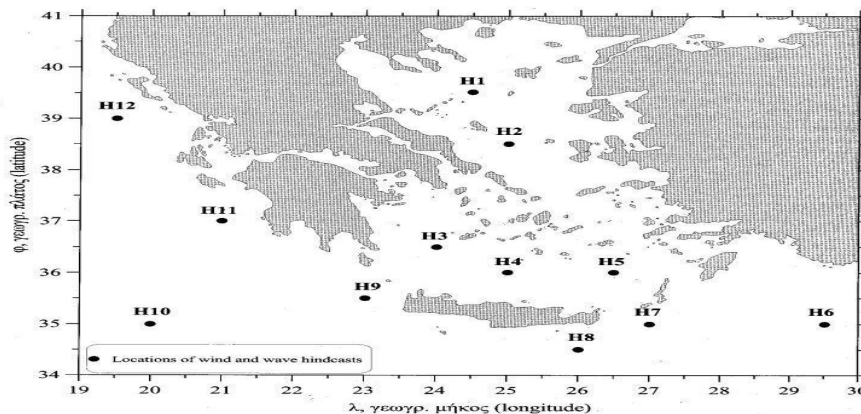 41
40
39
38
37
36
35
34
φ, γεωγρ. πλάτος (latitude)
H1
H12
H2
H11
H3
H4
H5
H9
H10
H7
H6
H8
Locations of wind and wave hindcasts
19 20 21 22 23 24 25 26 27 28 29 30
λ, γεωγρ. μήκος (longitude)